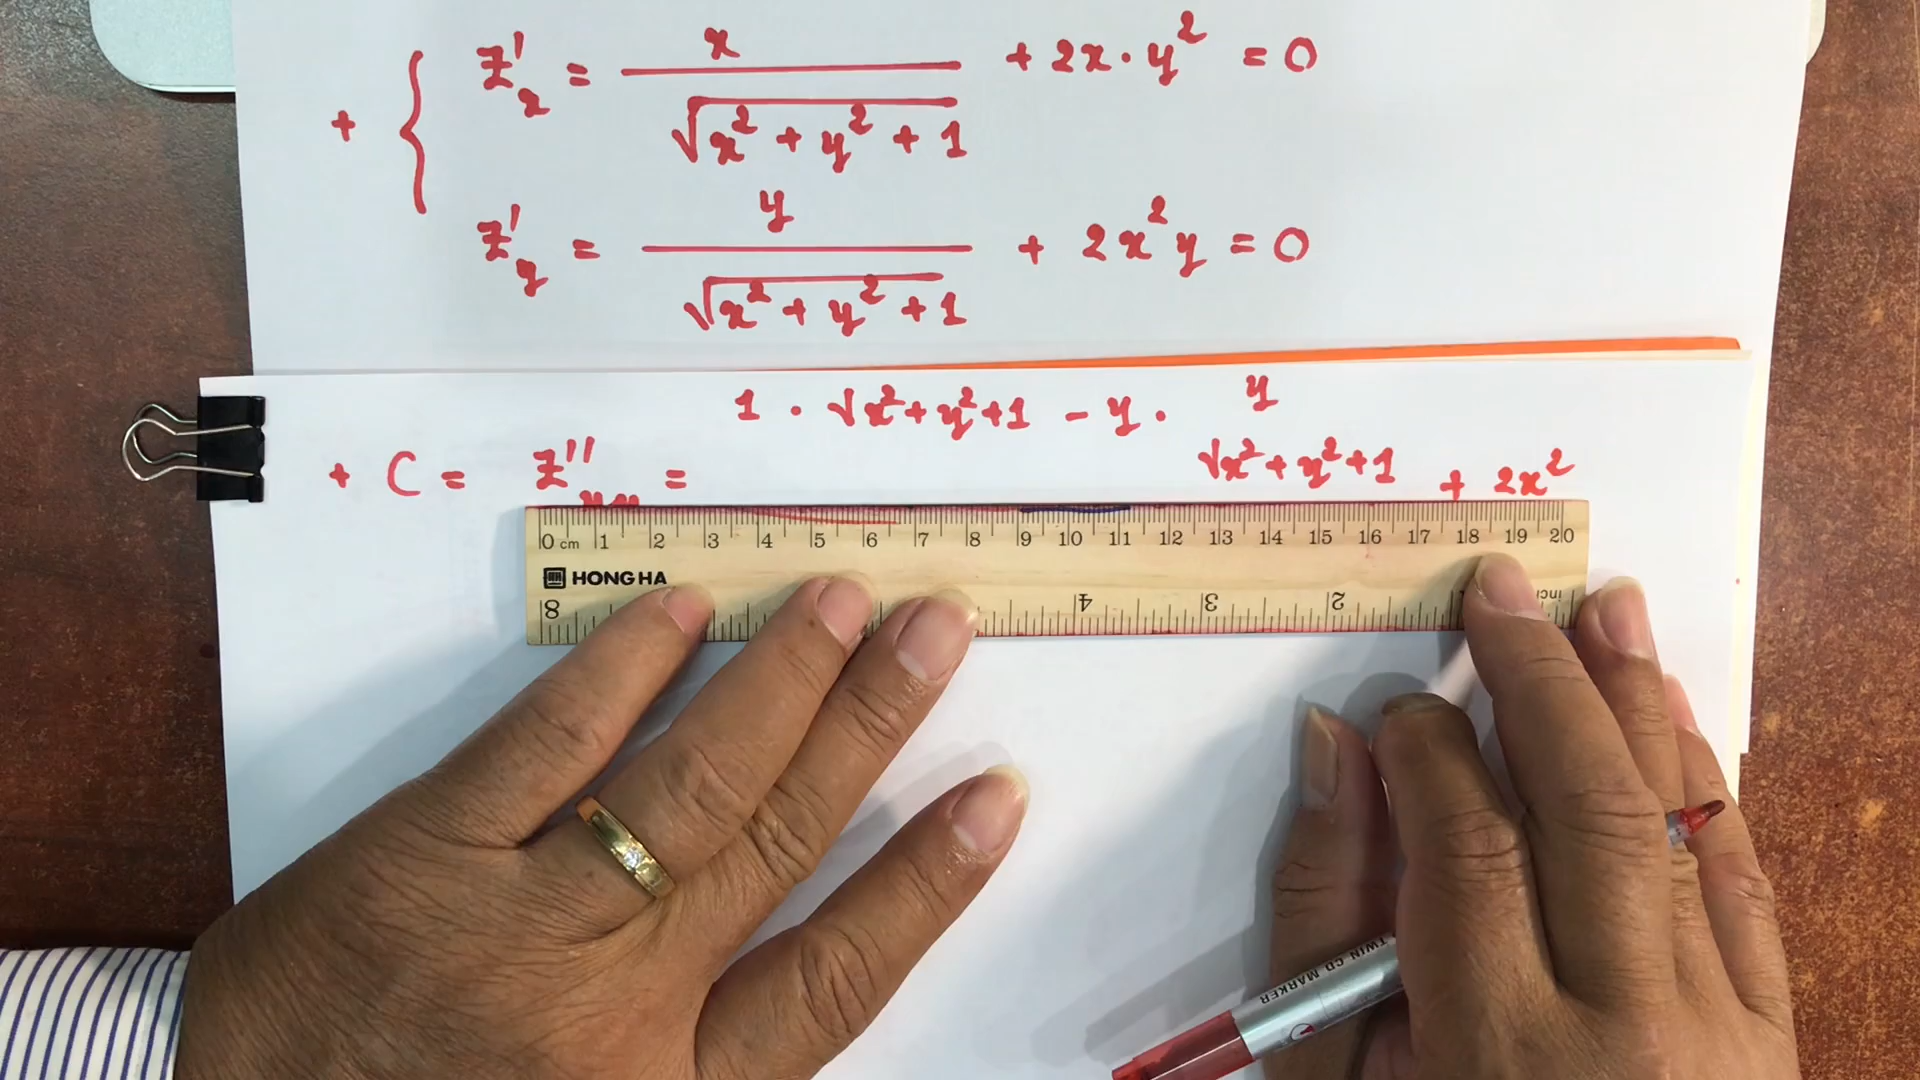 + { Z'x = x / √(x² + y² + 1) + 2x · y² = 0
Z'y = y / √(x² + y² + 1) + 2x²y = 0
1 · √x²+y²+1 - y · y
+ C = Z''yy = √x²+y²+1 + 2x²
0 cm 1 2 3 4 5 6 7 8 9 10 11 12 13 14 15 16 17 18 19 20
HONG HA
8 4 3 2 inch
TWIN CD MARKER